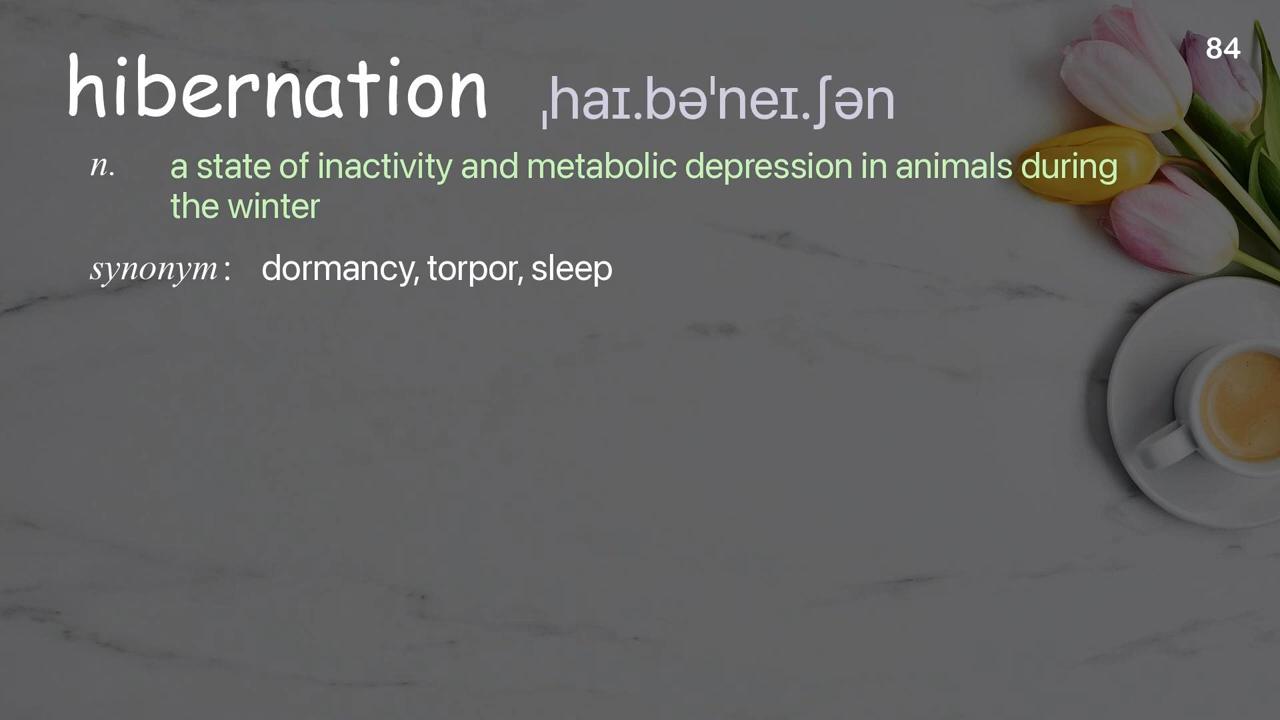 84
hibernation ˌhaɪ.bəˈneɪ.ʃən
n. a state of inactivity and metabolic depression in animals during
the winter
synonym: dormancy, torpor, sleep